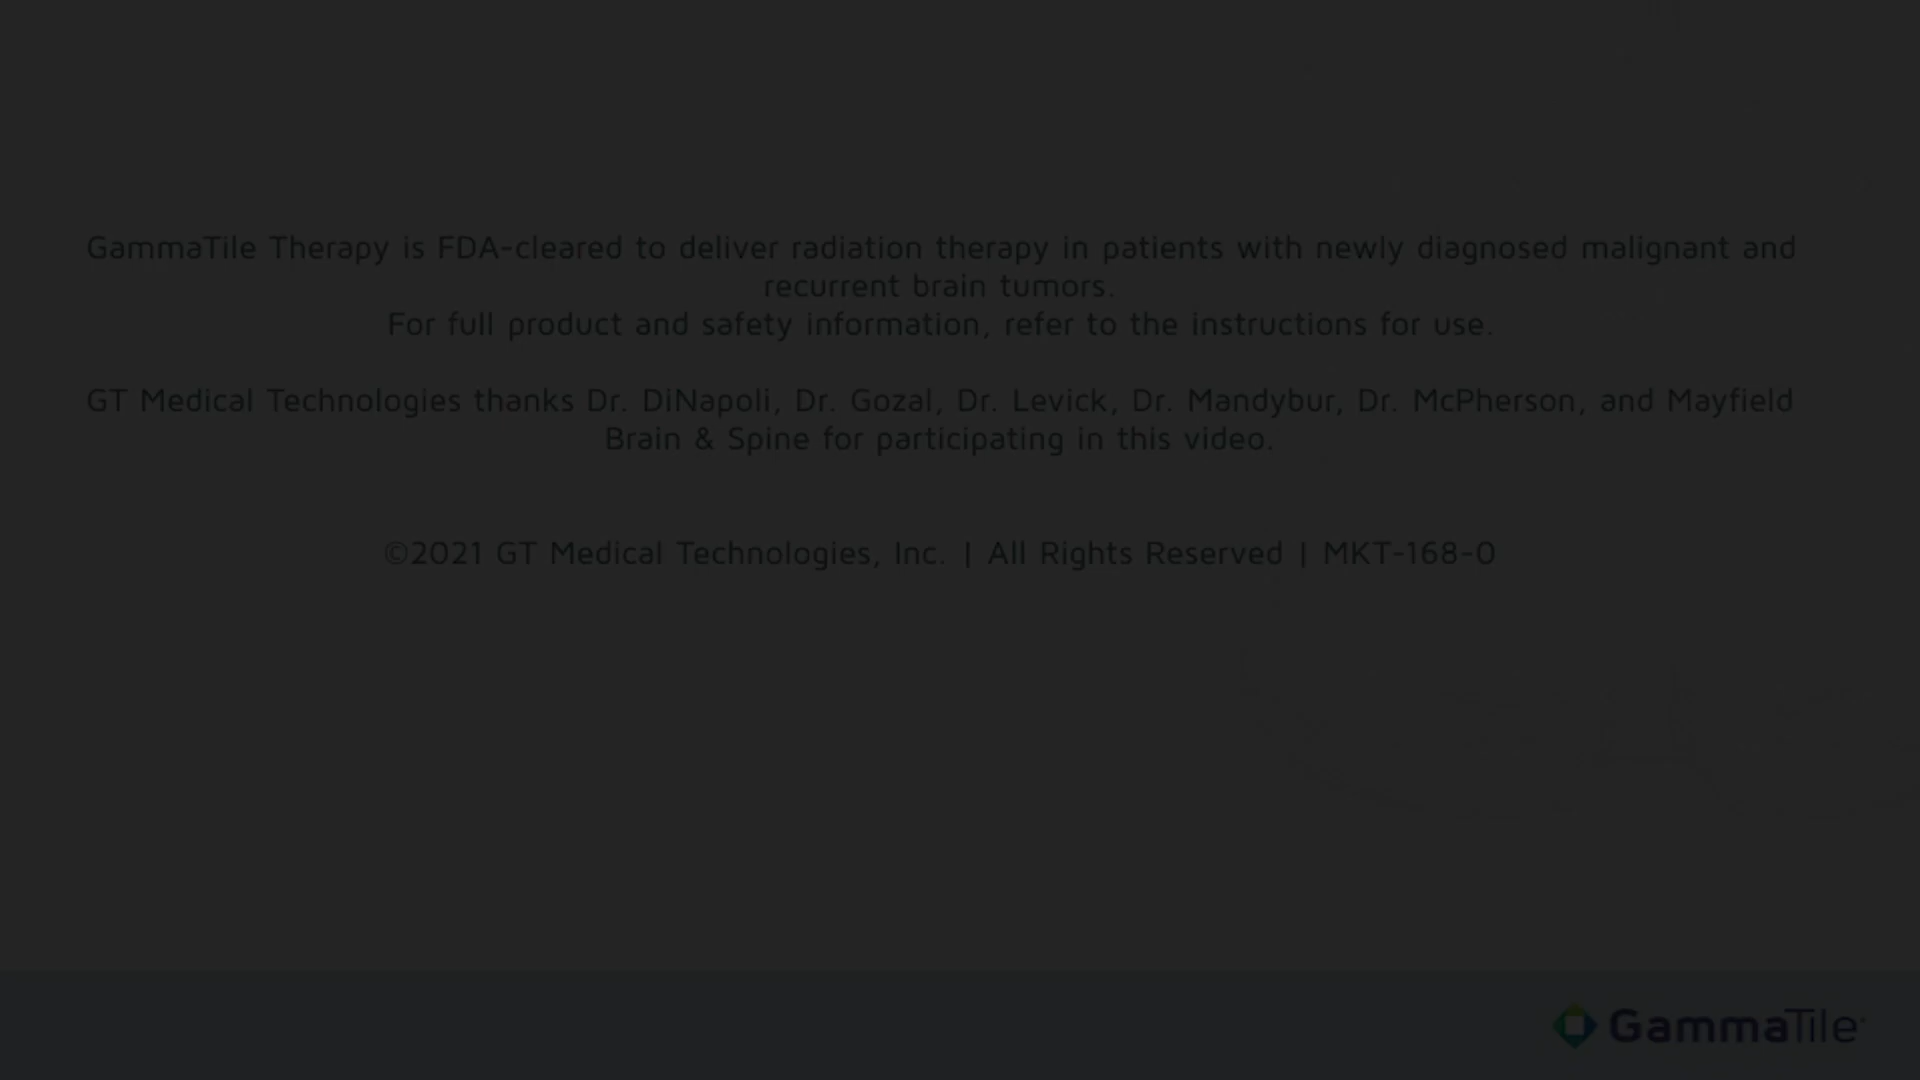 GammaTile Therapy is FDA-cleared to deliver radiation therapy in patients with newly diagnosed malignant and
recurrent brain tumors.
For full product and safety information, refer to the instructions for use.
GT Medical Technologies thanks Dr. DiNapoli, Dr. Gozal, Dr. Levick, Dr. Mandybur, Dr. McPherson, and Mayfield
Brain & Spine for participating in this video.
©2021 GT Medical Technologies, Inc. | All Rights Reserved | MKT-168-0
GammaTile